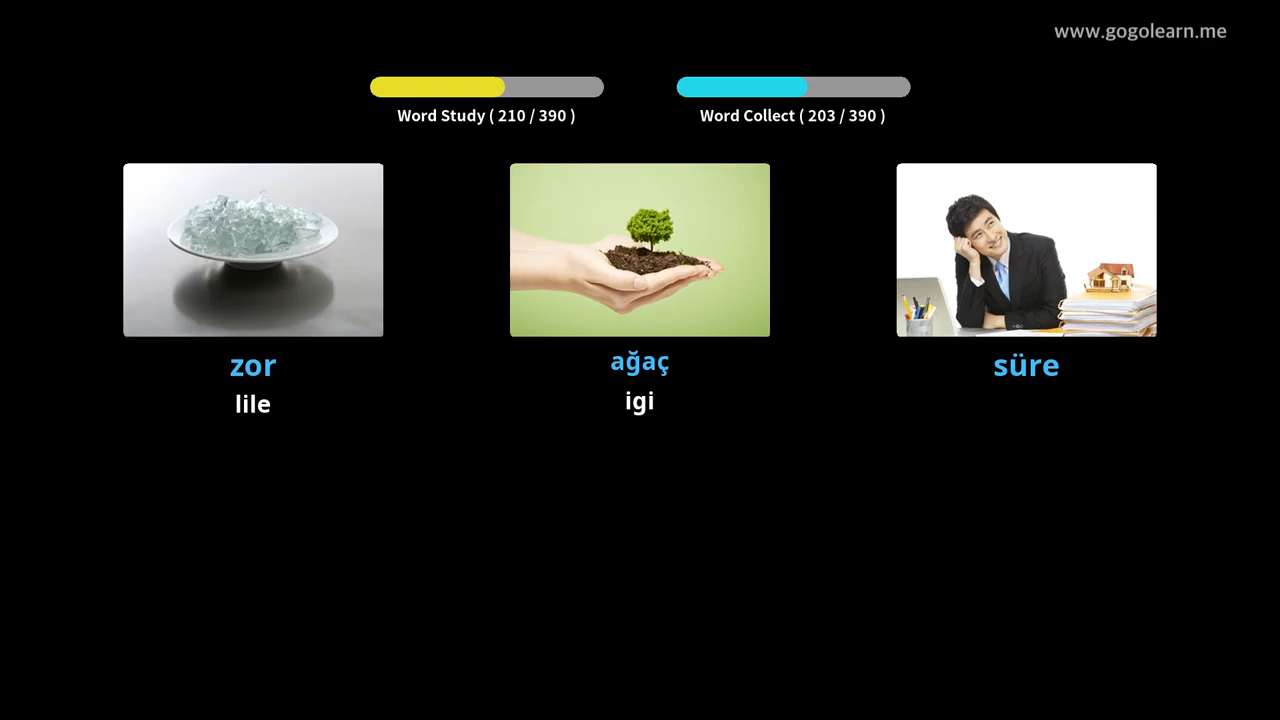 www.gogolearn.me
Word Study ( 210 / 390 )
Word Collect ( 203 / 390 )
zor
ağaç
süre
lile
igi